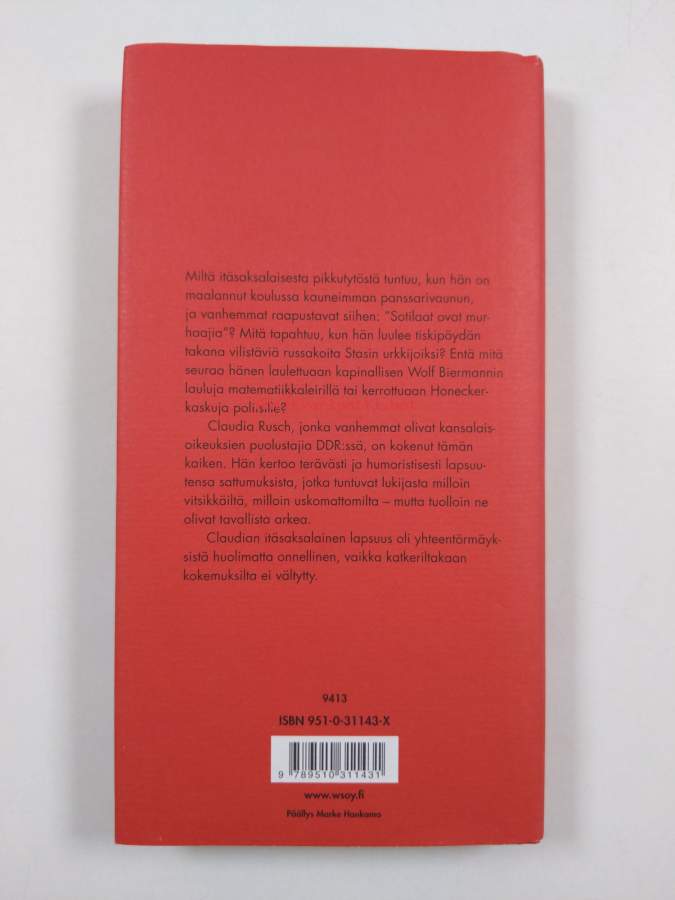 Miltä itäsaksalaisesta pikkutytöstä tuntuu, kun hän on
maalannut koulussa kauneimman panssarivaunun,
ja vanhemmat raapustavat siihen: ”Sotilaat ovat mur-
haajia”? Mitä tapahtuu, kun hän luulee tiskipöydän
takana vilistäviä russakoita Stasin urkkijoiksi? Entä mitä
seuraa hänen laulettuaan kapinallisen Wolf Biermannin
lauluja matematiikkaleirillä tai kerrottuaan Honecker-
kaskuja poliisille?
Claudia Rusch, jonka vanhemmat olivat kansalais-
oikeuksien puolustajia DDR:ssä, on kokenut tämän
kaiken. Hän kertoo terävästi ja humoristisesti lapsuu-
tensa sattumuksista, jotka tuntuvat lukijasta milloin
vitsikkäiltä, milloin uskomattomilta – mutta tuolloin ne
olivat tavallista arkea.
Claudian itäsaksalainen lapsuus oli yhteentörmäyk-
sistä huolimatta onnellinen, vaikka katkeriltakaan
kokemuksilta ei vältytty.
9413
ISBN 951-0-31143-X
9 789510 311431
www.wsoy.fi
Päällys Marko Haukamo